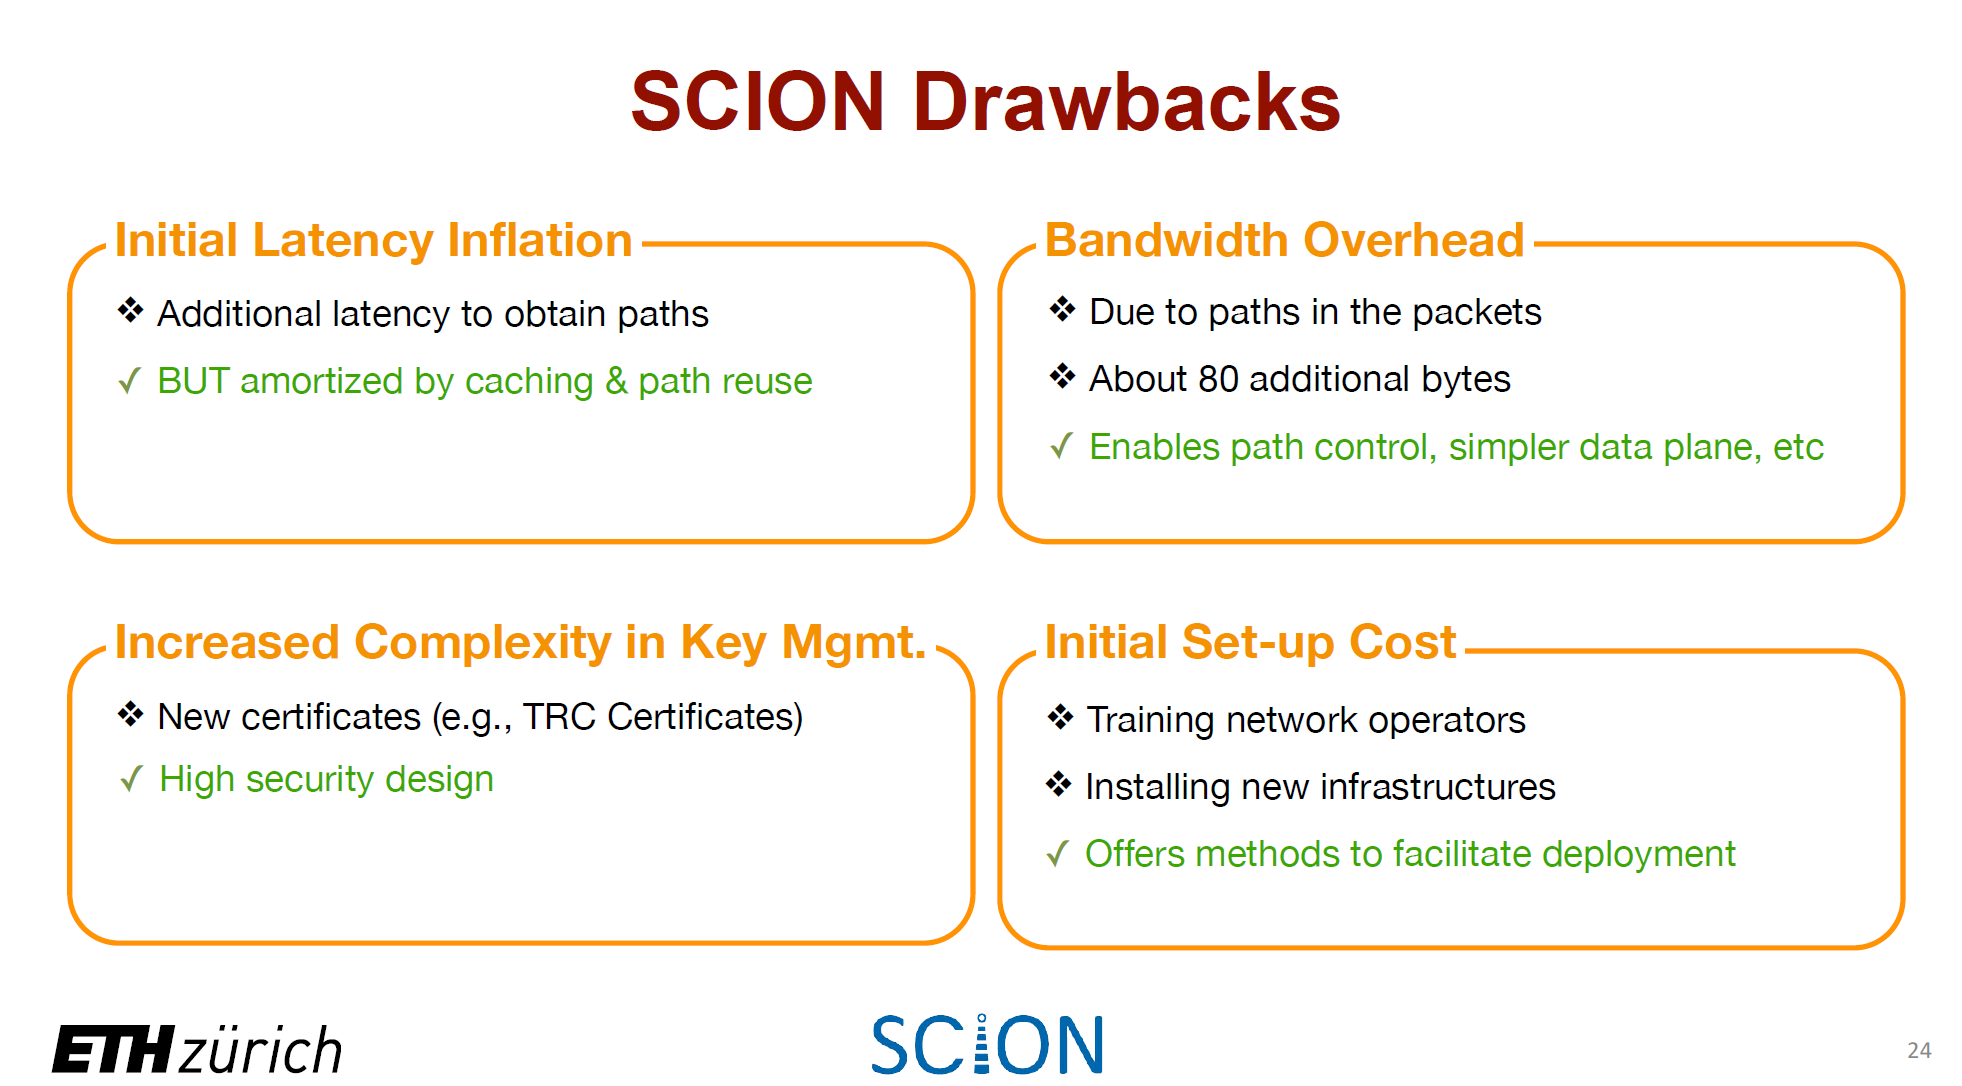 SCION Drawbacks
Initial Latency Inflation
❖ Additional latency to obtain paths
✓ BUT amortized by caching & path reuse
Bandwidth Overhead
❖ Due to paths in the packets
❖ About 80 additional bytes
✓ Enables path control, simpler data plane, etc
Increased Complexity in Key Mgmt.
❖ New certificates (e.g., TRC Certificates)
✓ High security design
Initial Set-up Cost
❖ Training network operators
❖ Installing new infrastructures
✓ Offers methods to facilitate deployment
ETH zürich
SCION
24